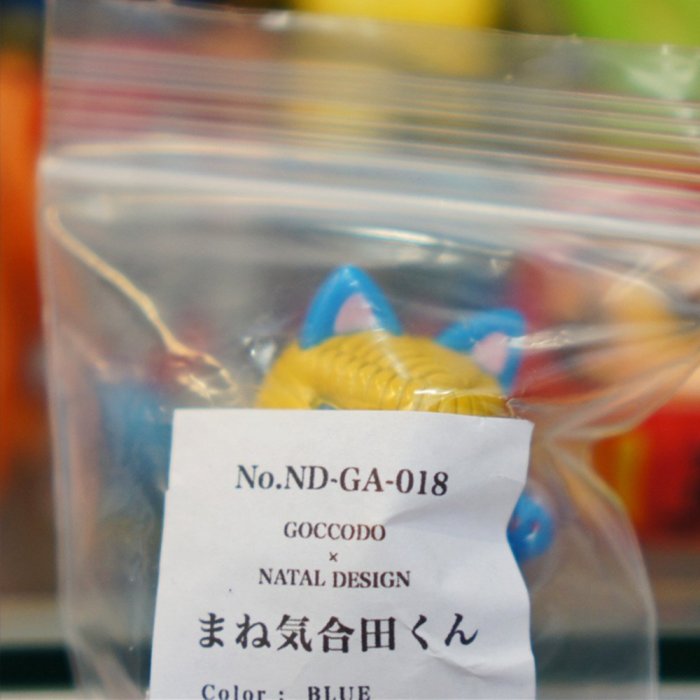 No.ND-GA-018
GOCCODO
×
NATAL DESIGN
まね気合田くん
Color : BLUE